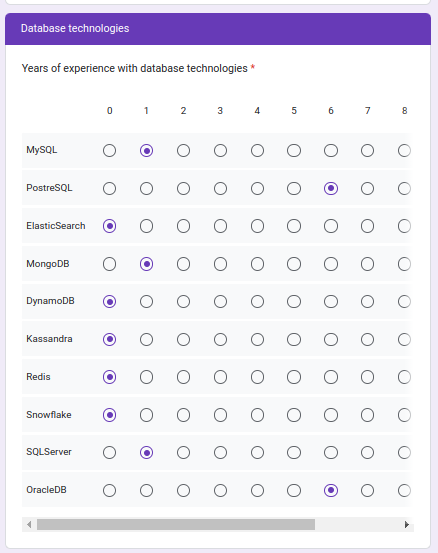 Database technologies
Years of experience with database technologies *
0 1 2 3 4 5 6 7 8
MySQL
PostreSQL
ElasticSearch
MongoDB
DynamoDB
Kassandra
Redis
Snowflake
SQLServer
OracleDB